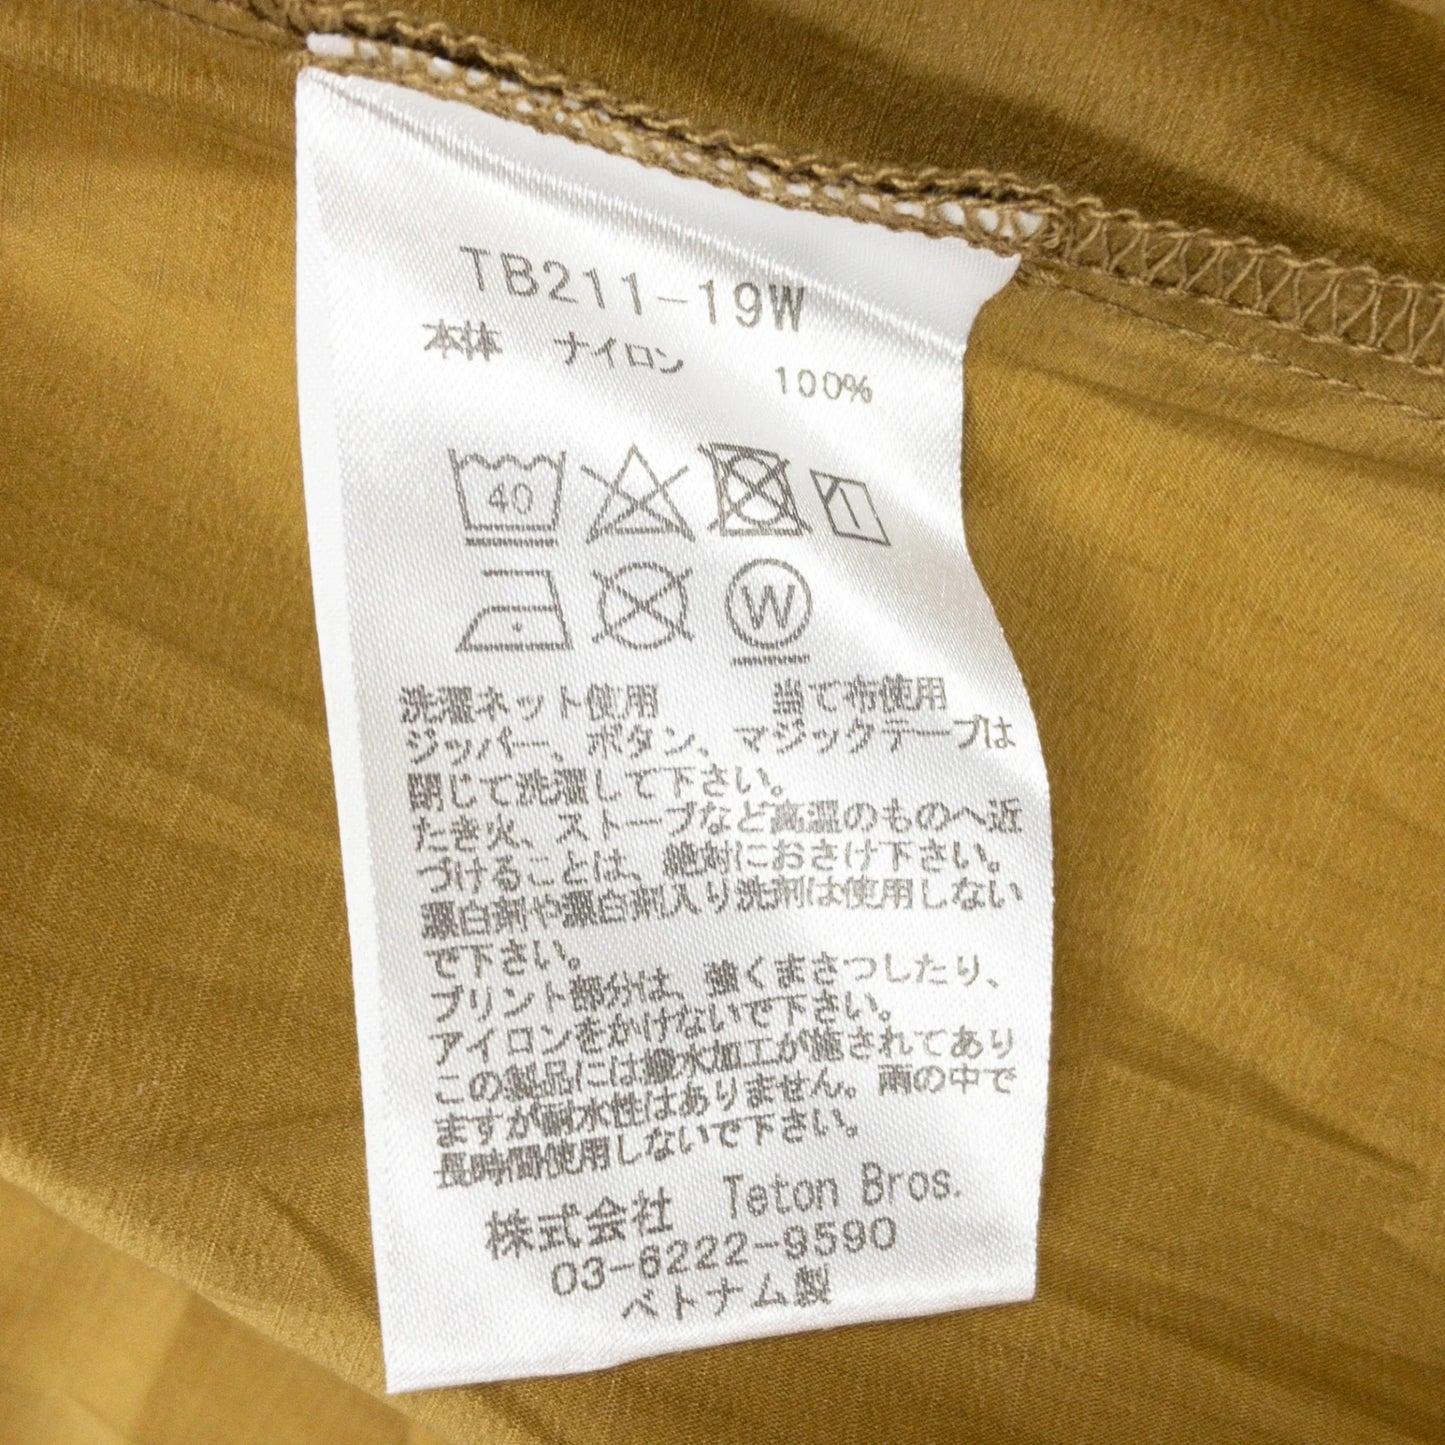 TB211-19W
本体 ナイロン 100%
40
W
洗濯ネット使用 当て布使用
ジッパー、ボタン、マジックテープは
閉じて洗濯して下さい。
たき火、ストーブなど高温のものへ近
づけることは、絶対におさけ下さい。
漂白剤や漂白剤入り洗剤は使用しない
で下さい。
プリント部分は、強くまさつしたり、
アイロンをかけないで下さい。
この製品には撥水加工が施されてあり
ますが耐水性はありません。雨の中で
長時間使用しないで下さい。
株式会社 Teton Bros.
03-6222-9590
ベトナム製